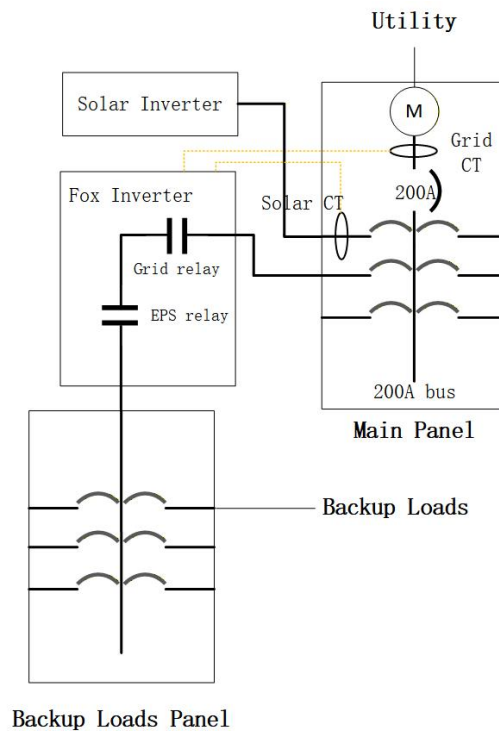 Utility
Solar Inverter
M
Grid
CT
Fox Inverter
Solar CT
200A
Grid relay
EPS relay
200A bus
Main Panel
Backup Loads
Backup Loads Panel